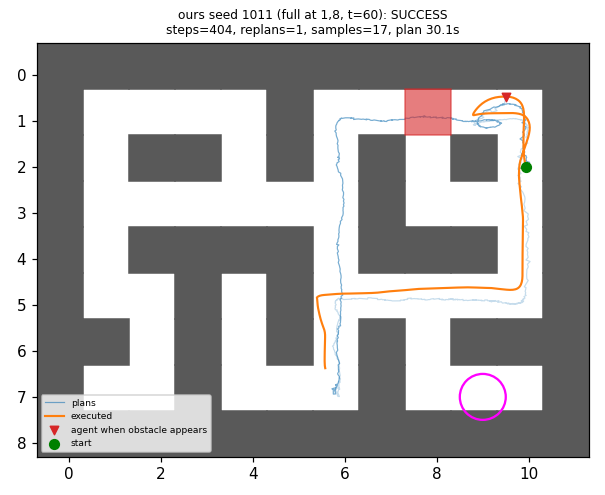 ours seed 1011 (full at 1,8, t=60): SUCCESS
steps=404, replans=1, samples=17, plan 30.1s
0
1
2
3
4
5
6
7
8
plans
executed
agent when obstacle appears
start
0
2
4
6
8
10